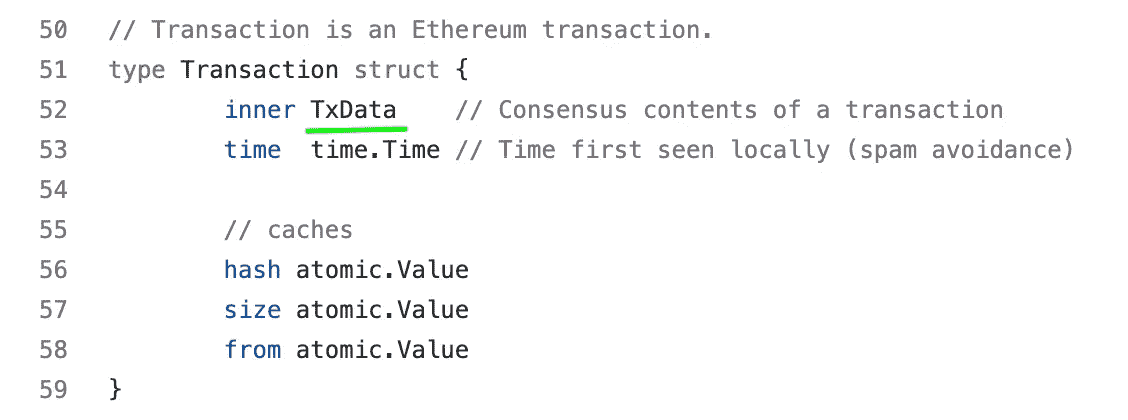 50 // Transaction is an Ethereum transaction.
51 type Transaction struct {
52 inner TxData // Consensus contents of a transaction
53 time time.Time // Time first seen locally (spam avoidance)
54
55 // caches
56 hash atomic.Value
57 size atomic.Value
58 from atomic.Value
59 }